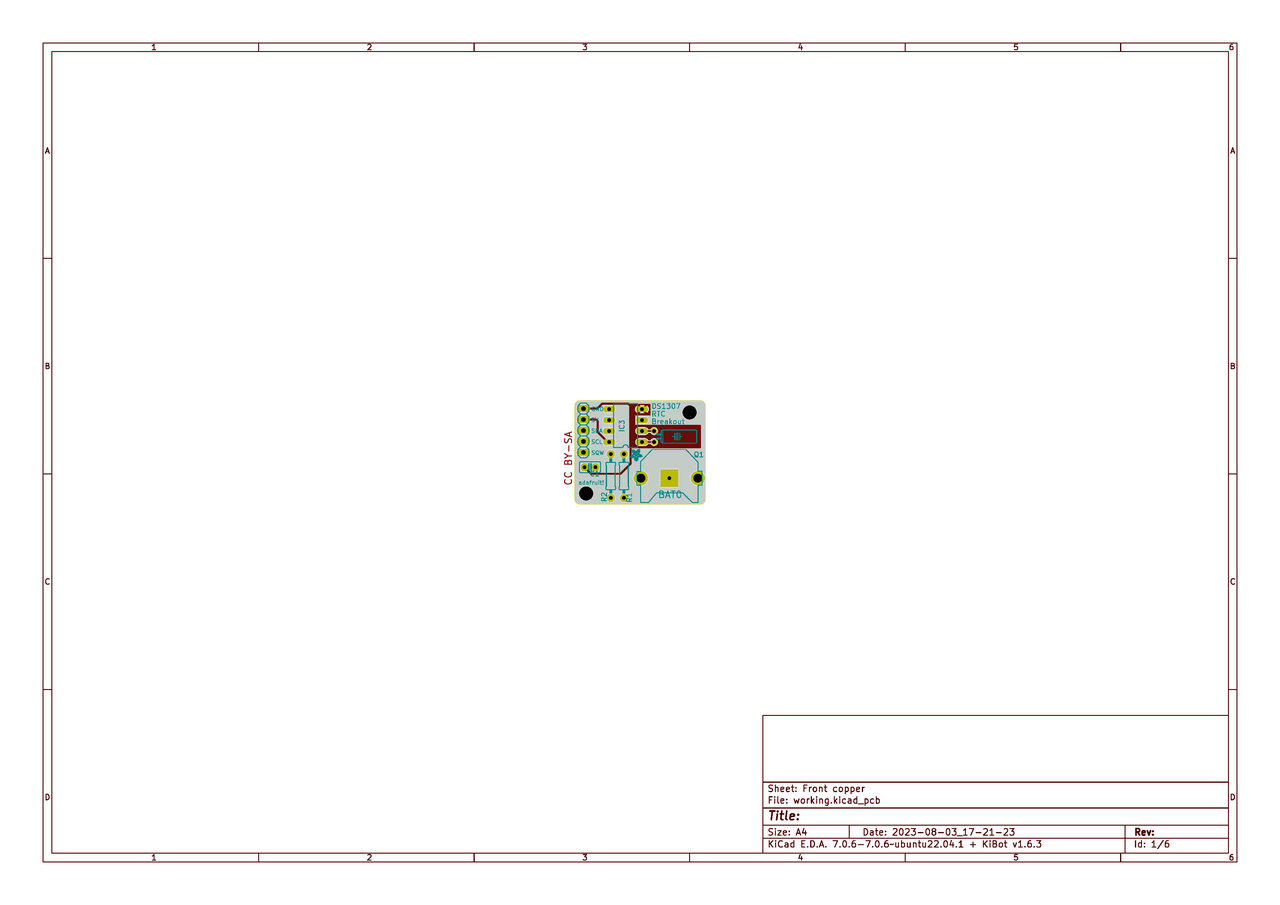 1 2 3 4 5 6
A A
B B
DS1307
RTC
Breakout
IC3
SCL
SQW
Q1
CC BY-SA
adafruit!
BAT0
R2 R1
C C
D D
Sheet: Front copper
File: working.kicad_pcb
Title:
Size: A4 Date: 2023-08-03_17-21-23 Rev:
KiCad E.D.A. 7.0.6-7.0.6~ubuntu22.04.1 + KiBot v1.6.3 Id: 1/6
1 2 3 4 5 6